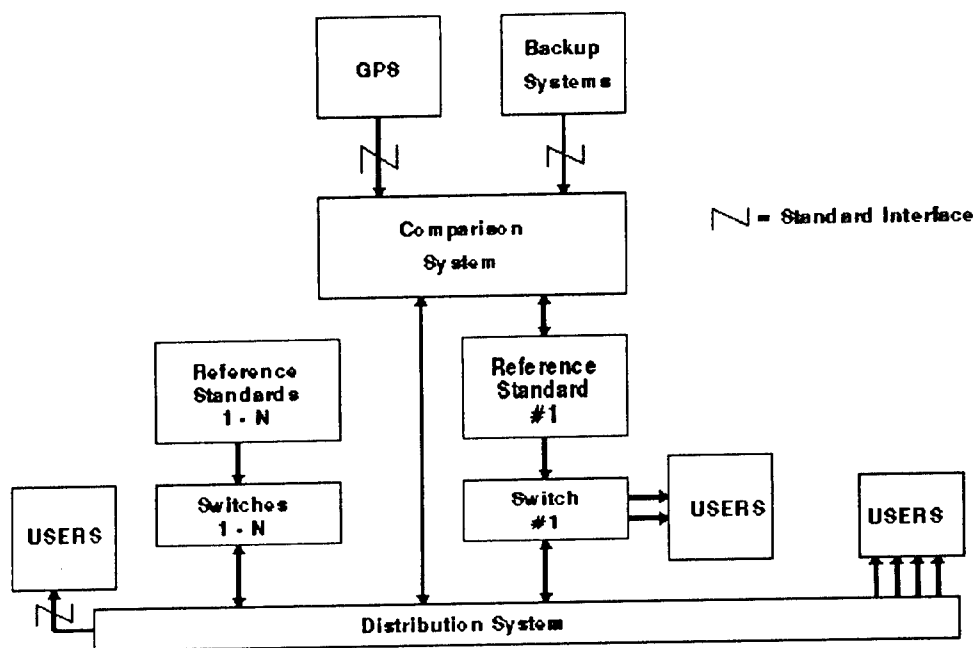 GPS
Backup
Systems
Comparison
System
= Standard Interface
Reference
Standards
1 - N
Reference
Standard
#1
USERS
Switches
1 - N
Switch
#1
USERS
USERS
Distribution System